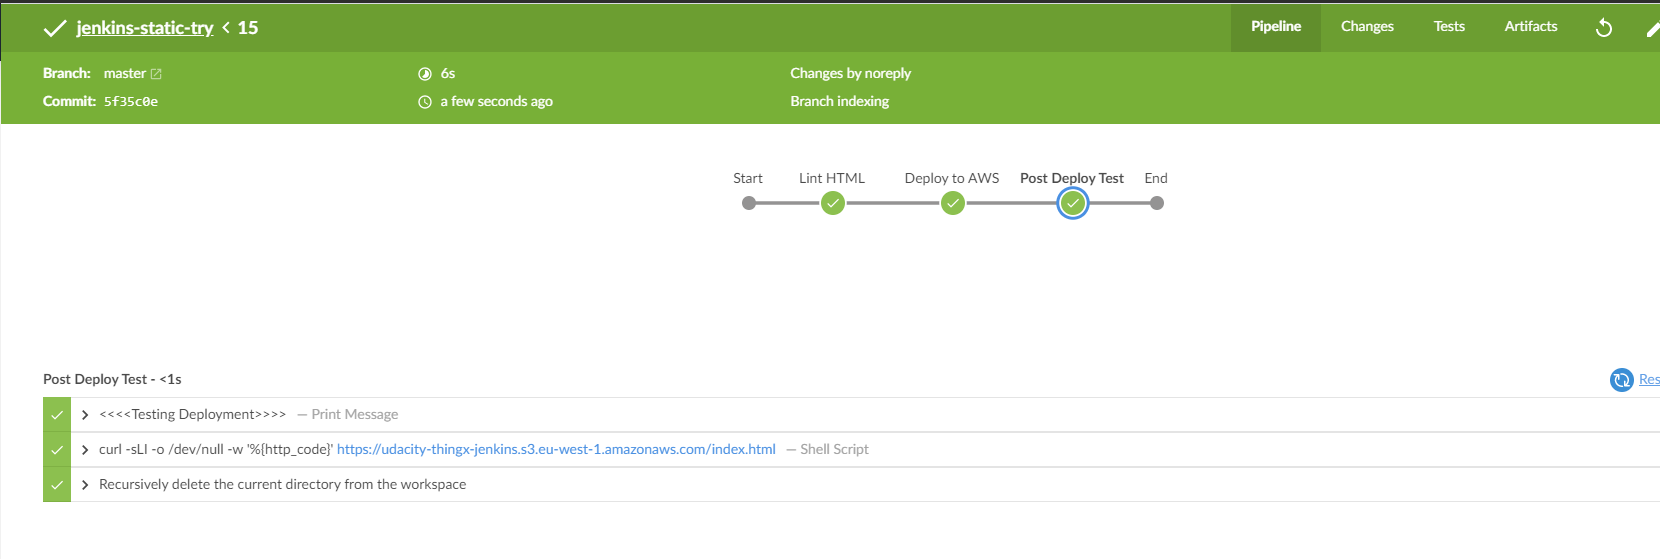 jenkins-static-try < 15
Pipeline Changes Tests Artifacts
Branch: master 6s Changes by noreply
Commit: 5f35c0e a few seconds ago Branch indexing
Start Lint HTML Deploy to AWS Post Deploy Test End
Post Deploy Test - <1s Res
<<<<Testing Deployment>>>> — Print Message
curl -sLI -o /dev/null -w '%{http_code}' https://udacity-thingx-jenkins.s3.eu-west-1.amazonaws.com/index.html — Shell Script
Recursively delete the current directory from the workspace